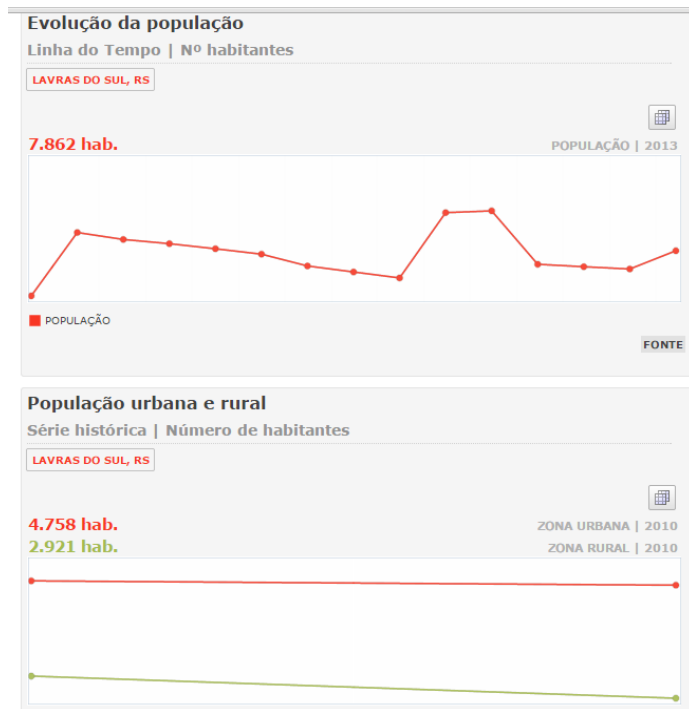 Evolução da população
Linha do Tempo | Nº habitantes
LAVRAS DO SUL, RS
7.862 hab.
POPULAÇÃO | 2013
POPULAÇÃO
FONTE
População urbana e rural
Série histórica | Número de habitantes
LAVRAS DO SUL, RS
4.758 hab.
ZONA URBANA | 2010
2.921 hab.
ZONA RURAL | 2010